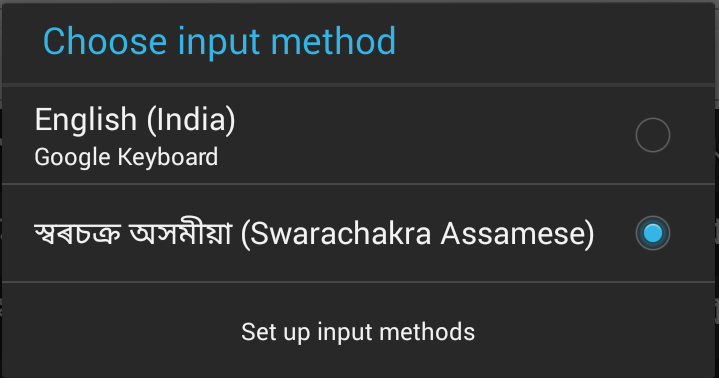 Choose input method
English (India)
Google Keyboard
স্বৰচক্ৰ অসমীয়া (Swarachakra Assamese)
Set up input methods